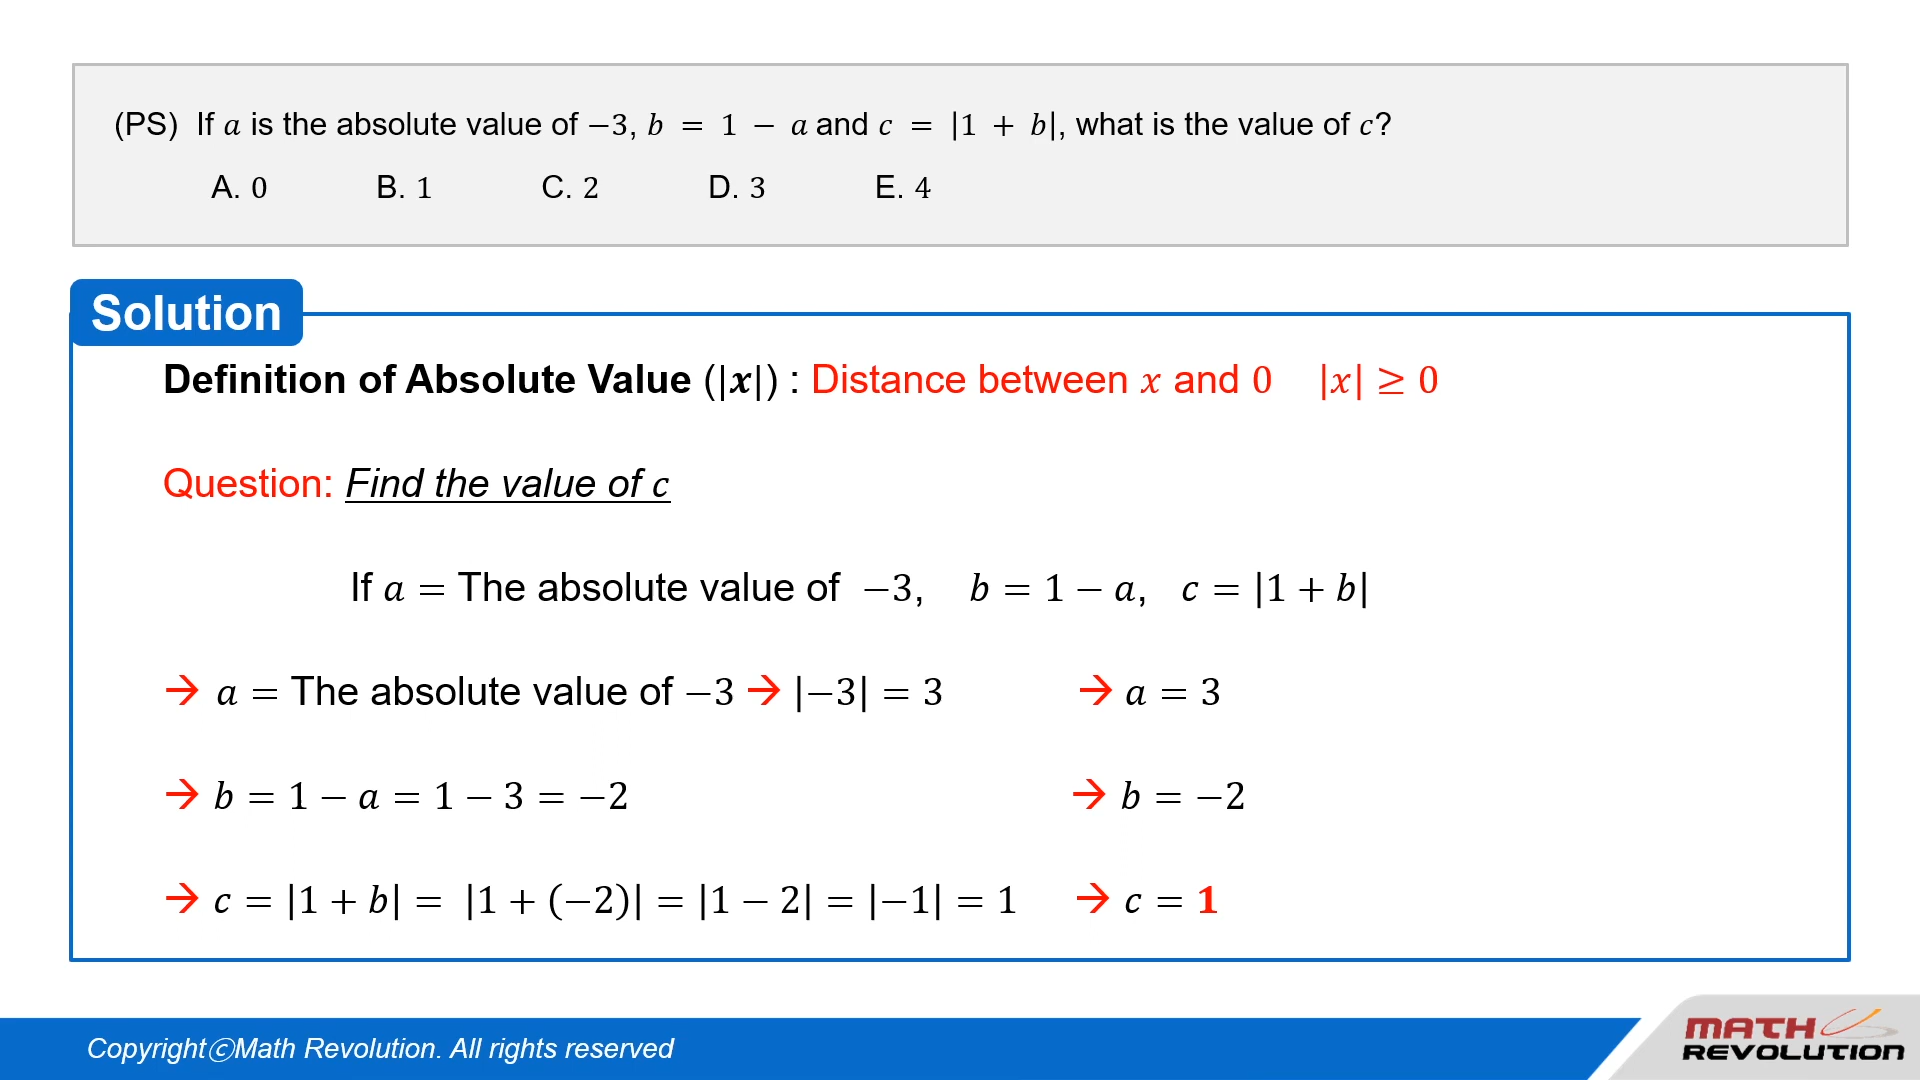 (PS) If a is the absolute value of −3, b = 1 − a and c = |1 + b|, what is the value of c?
A. 0 B. 1 C. 2 D. 3 E. 4
Solution
Definition of Absolute Value (|x|) : Distance between x and 0 |x| ≥ 0
Question: Find the value of c
If a = The absolute value of −3, b = 1 − a, c = |1 + b|
→ a = The absolute value of −3 → |−3| = 3 → a = 3
→ b = 1 − a = 1 − 3 = −2 → b = −2
→ c = |1 + b| = |1 + (−2)| = |1 − 2| = |−1| = 1 → c = 1
CopyrightⓒMath Revolution. All rights reserved
MATH
REVOLUTION